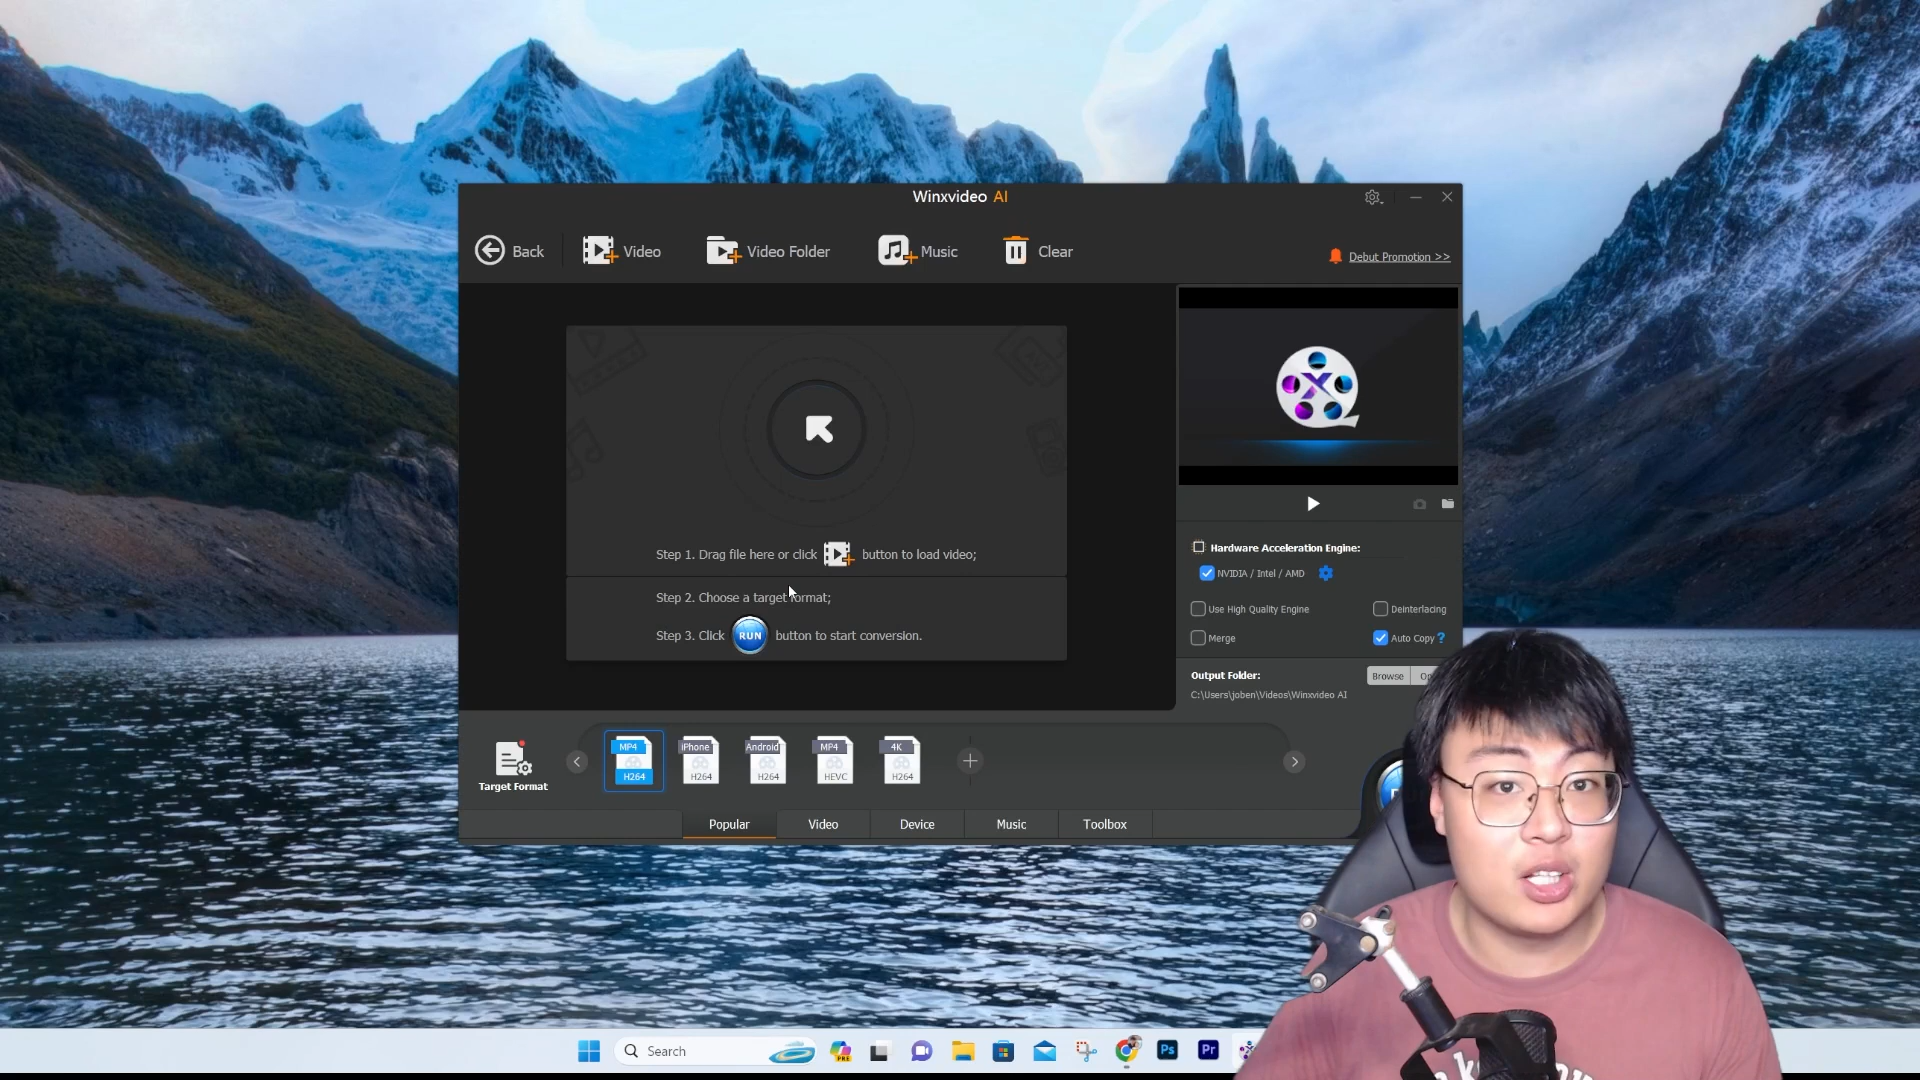 Winxvideo AI
Back
Video
Video Folder
Music
Clear
Debut Promotion >>
Step 1. Drag file here or click button to load video;
Step 2. Choose a target format;
Step 3. Click RUN button to start conversion.
Hardware Acceleration Engine:
NVIDIA / Intel / AMD
Use High Quality Engine
Deinterlacing
Merge
Auto Copy ?
Output Folder:
Browse
C:\Users\joben\Videos\Winxvideo AI
Target Format
MP4
H264
iPhone
H264
Android
H264
MP4
HEVC
4K
H264
Popular
Video
Device
Music
Toolbox
Search
PRE
Ps
Pr